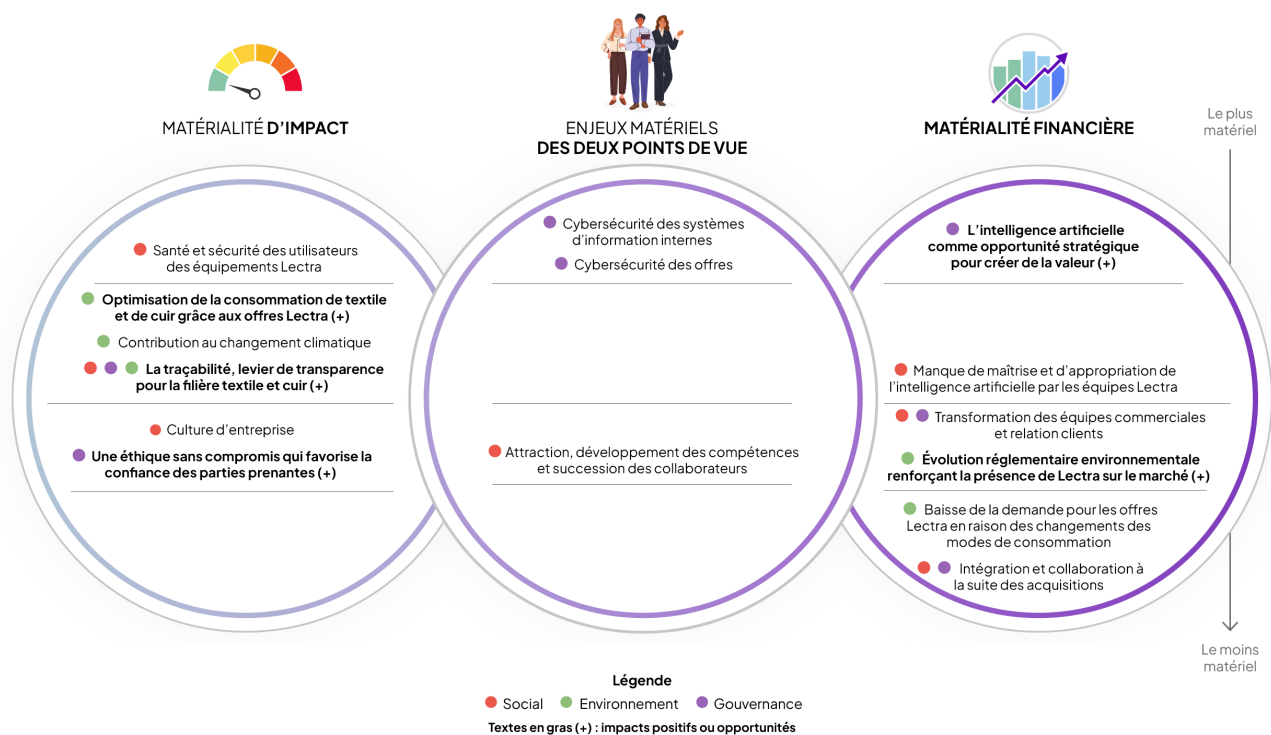 MATÉRIALITÉ D’IMPACT
Santé et sécurité des utilisateurs
des équipements Lectra
Optimisation de la consommation de textile
et de cuir grâce aux offres Lectra (+)
Contribution au changement climatique
La traçabilité, levier de transparence
pour la filière textile et cuir (+)
Culture d’entreprise
Une éthique sans compromis qui favorise la
confiance des parties prenantes (+)
ENJEUX MATÉRIELS
DES DEUX POINTS DE VUE
Cybersécurité des systèmes
d’information internes
Cybersécurité des offres
Attraction, développement des compétences
et succession des collaborateurs
MATÉRIALITÉ FINANCIÈRE
L’intelligence artificielle
comme opportunité stratégique
pour créer de la valeur (+)
Manque de maîtrise et d’appropriation de
l’intelligence artificielle par les équipes Lectra
Transformation des équipes commerciales
et relation clients
Évolution réglementaire environnementale
renforçant la présence de Lectra sur le marché (+)
Baisse de la demande pour les offres
Lectra en raison des changements des
modes de consommation
Intégration et collaboration à
la suite des acquisitions
Le plus
matériel
Le moins
matériel
Légende
Social Environnement Gouvernance
Textes en gras (+) : impacts positifs ou opportunités